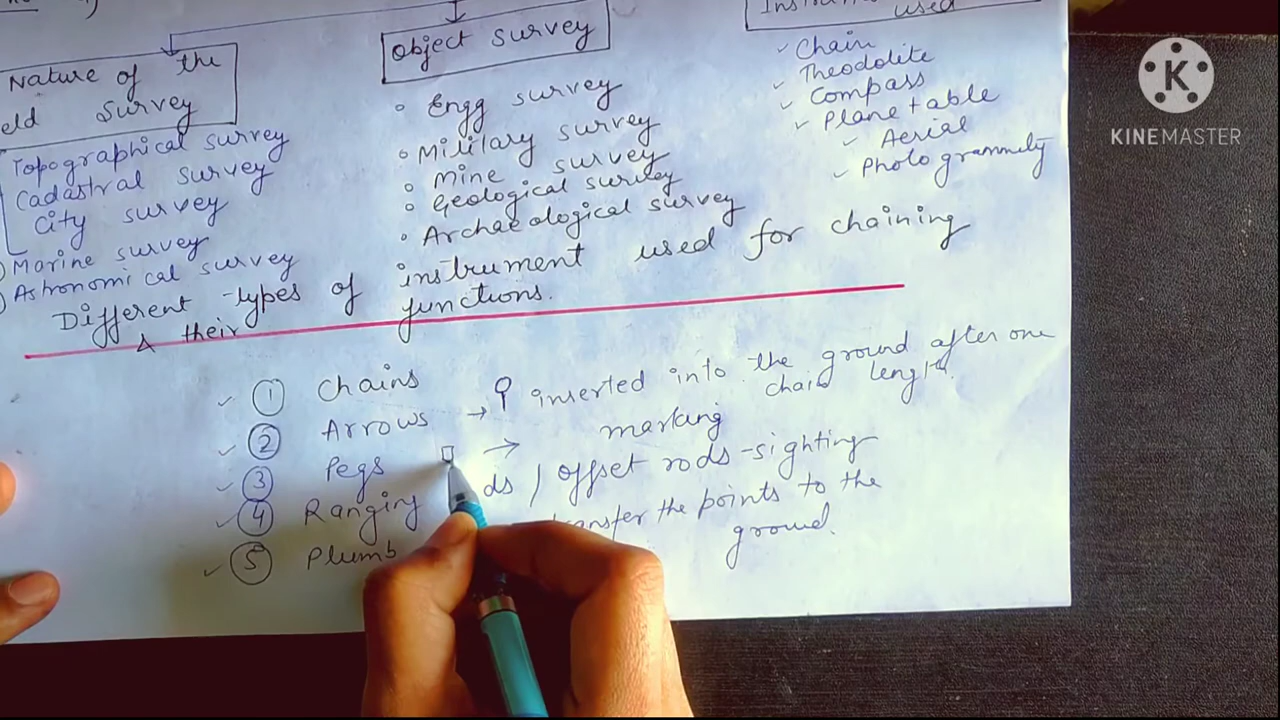 Nature of the
eld Survey
Topographical survey
Cadastral survey
City survey
Marine survey
Astronomical survey
Object survey
Engg survey
Military survey
Mine survey
Geological survey
Archaeological survey
used
Chain
Theodolite
Compass
Plane table
Aerial
Photogrammety
Different types of instrument used for chaining
& their functions.
1 Chains
2 Arrows → inserted into the ground after one
chain length.
3 Pegs → marking
4 Ranging ds / offset rods - sighting
5 Plumb transfer the points to the
ground.
KINEMASTER